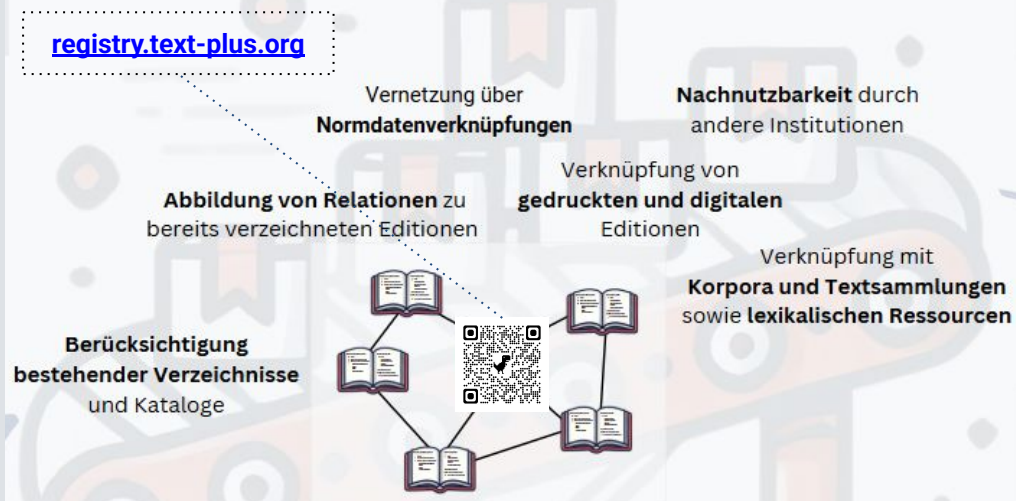 registry.text-plus.org
Vernetzung über
Normdatenverknüpfungen
Nachnutzbarkeit durch
andere Institutionen
Abbildung von Relationen zu
bereits verzeichneten Editionen
Verknüpfung von
gedruckten und digitalen
Editionen
Verknüpfung mit
Korpora und Textsammlungen
sowie lexikalischen Ressourcen
Berücksichtigung
bestehender Verzeichnisse
und Kataloge